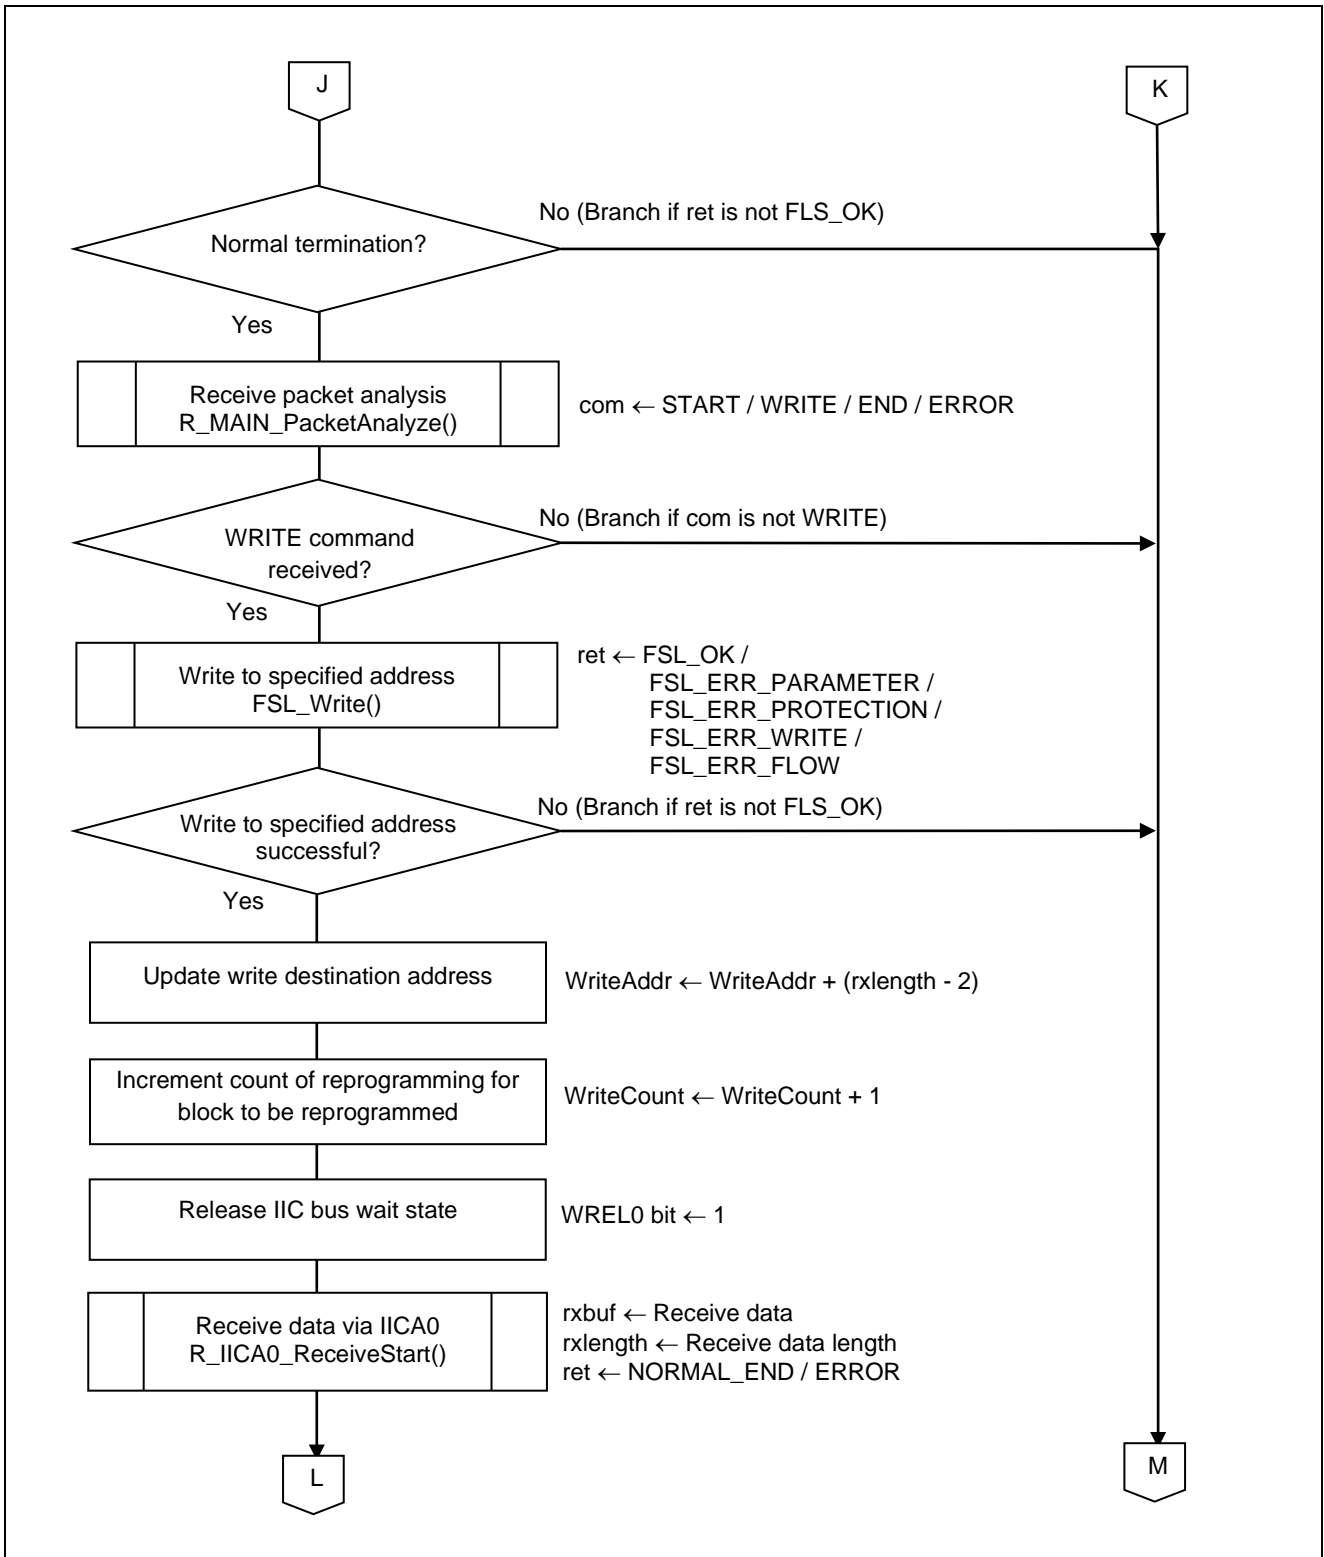 J
K
No (Branch if ret is not FLS_OK)
Normal termination?
Yes
Receive packet analysis
R_MAIN_PacketAnalyze()
com ← START / WRITE / END / ERROR
No (Branch if com is not WRITE)
WRITE command
received?
Yes
Write to specified address
FSL_Write()
ret ← FSL_OK /
FSL_ERR_PARAMETER /
FSL_ERR_PROTECTION /
FSL_ERR_WRITE /
FSL_ERR_FLOW
No (Branch if ret is not FLS_OK)
Write to specified address
successful?
Yes
Update write destination address
WriteAddr ← WriteAddr + (rxlength - 2)
Increment count of reprogramming for
block to be reprogrammed
WriteCount ← WriteCount + 1
Release IIC bus wait state
WREL0 bit ← 1
Receive data via IICA0
R_IICA0_ReceiveStart()
rxbuf ← Receive data
rxlength ← Receive data length
ret ← NORMAL_END / ERROR
L
M